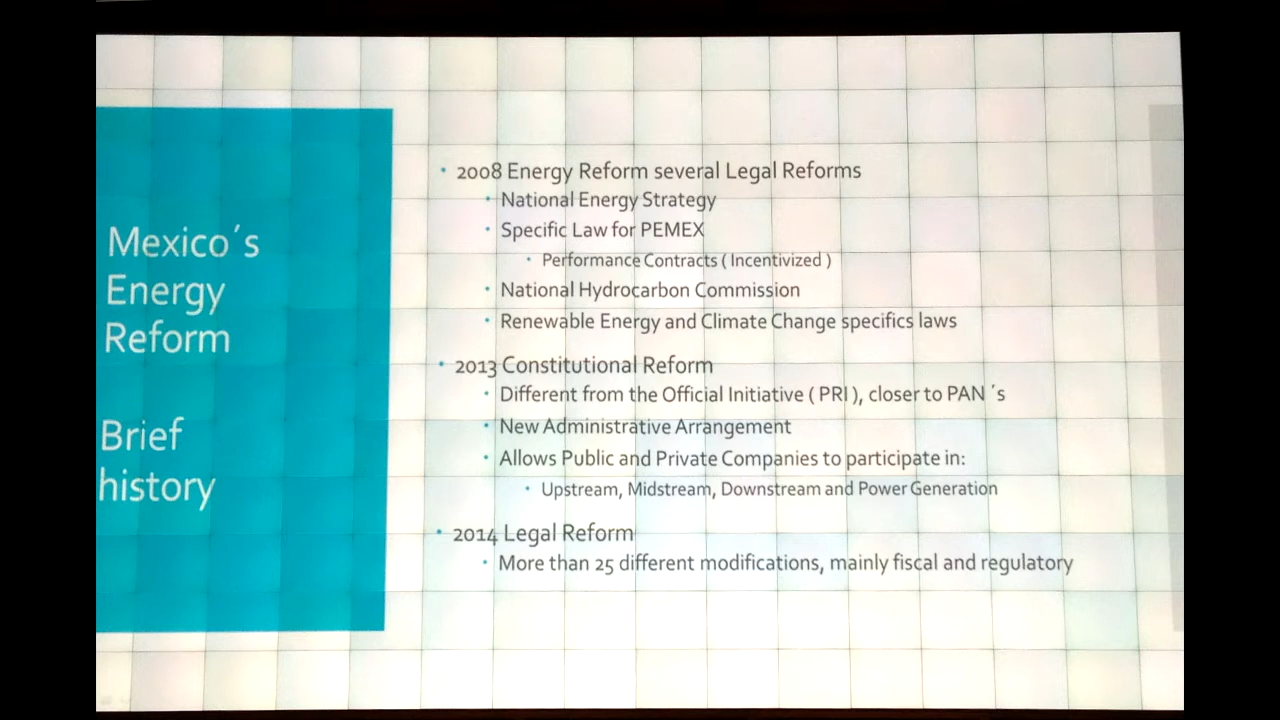 Mexico´s
Energy
Reform
Brief
history
• 2008 Energy Reform several Legal Reforms
• National Energy Strategy
• Specific Law for PEMEX
• Performance Contracts ( Incentivized )
• National Hydrocarbon Commission
• Renewable Energy and Climate Change specifics laws
• 2013 Constitutional Reform
• Different from the Official Initiative ( PRI ), closer to PAN ´s
• New Administrative Arrangement
• Allows Public and Private Companies to participate in:
• Upstream, Midstream, Downstream and Power Generation
• 2014 Legal Reform
• More than 25 different modifications, mainly fiscal and regulatory